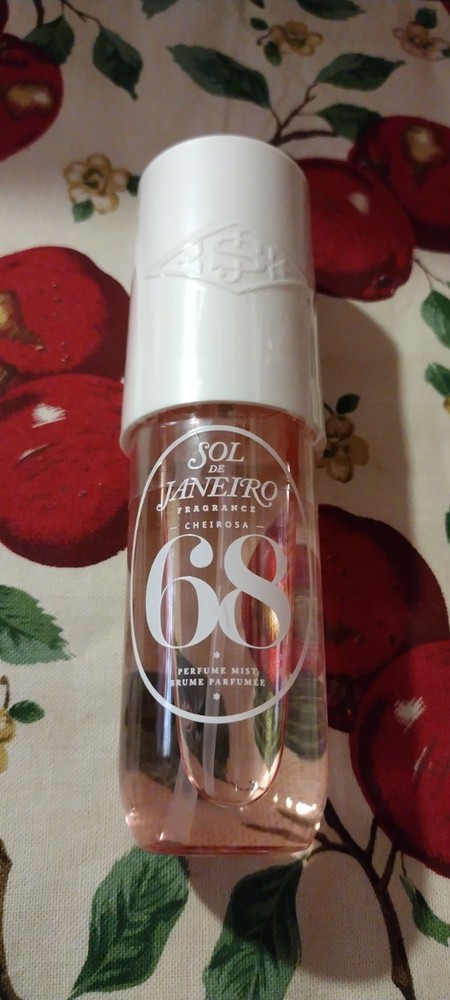 SOL
DE
JANEIRO
FRAGRANCE
CHEIROSA
68
PERFUME MIST
BRUME PARFUMÉE